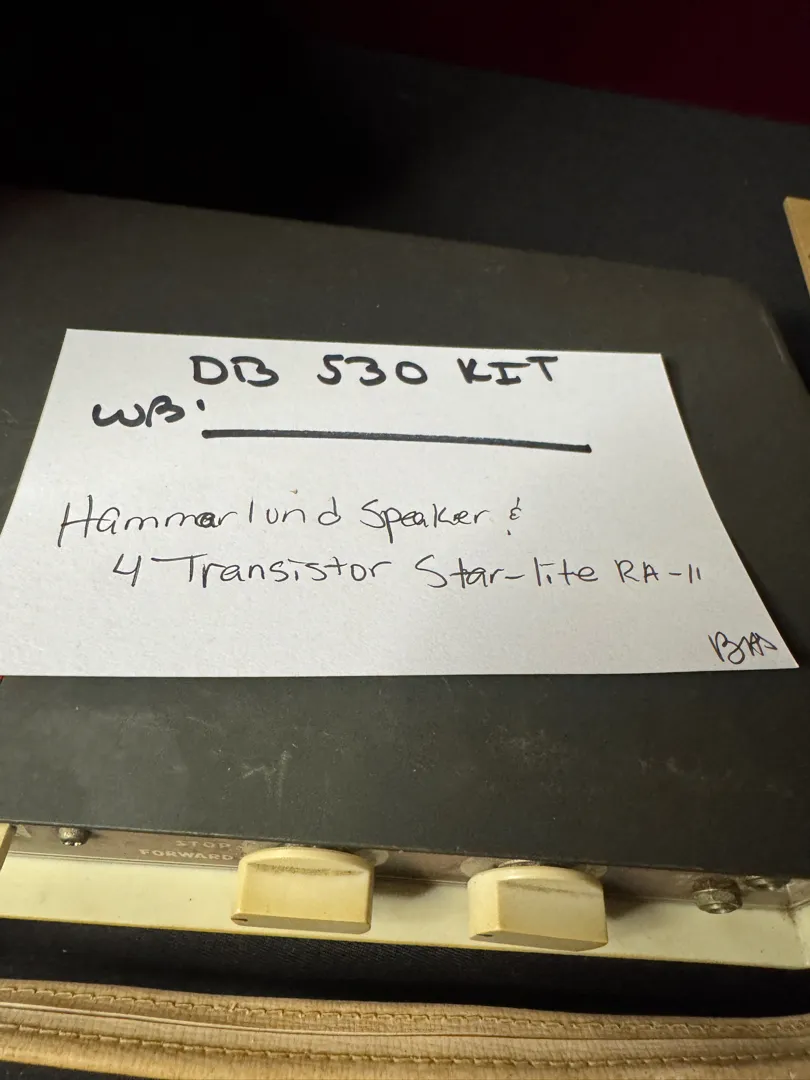 DB 530 KIT
WB:
Hammarlund Speaker &
4 Transistor Star-lite RA-11
STOP
FORWARD